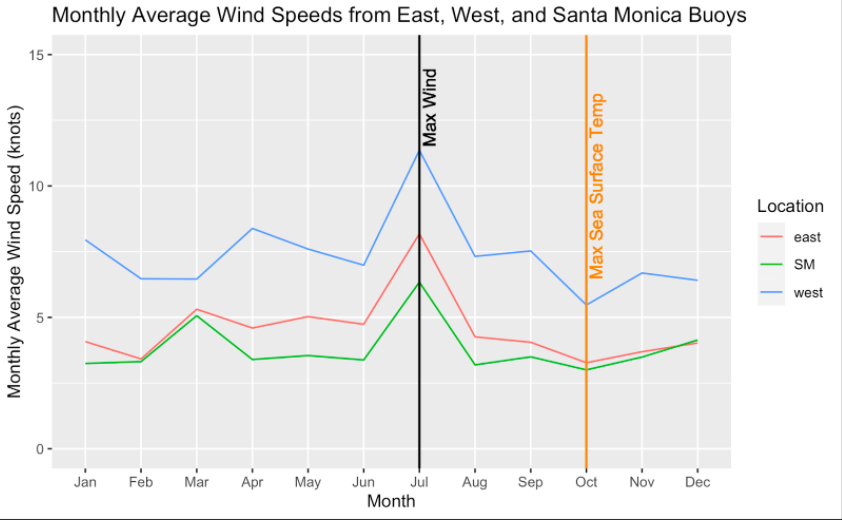 Monthly Average Wind Speeds from East, West, and Santa Monica Buoys
Monthly Average Wind Speed (knots)
15
10
5
0
Max Wind
Max Sea Surface Temp
Jan Feb Mar Apr May Jun Jul Aug Sep Oct Nov Dec
Month
Location
east
SM
west